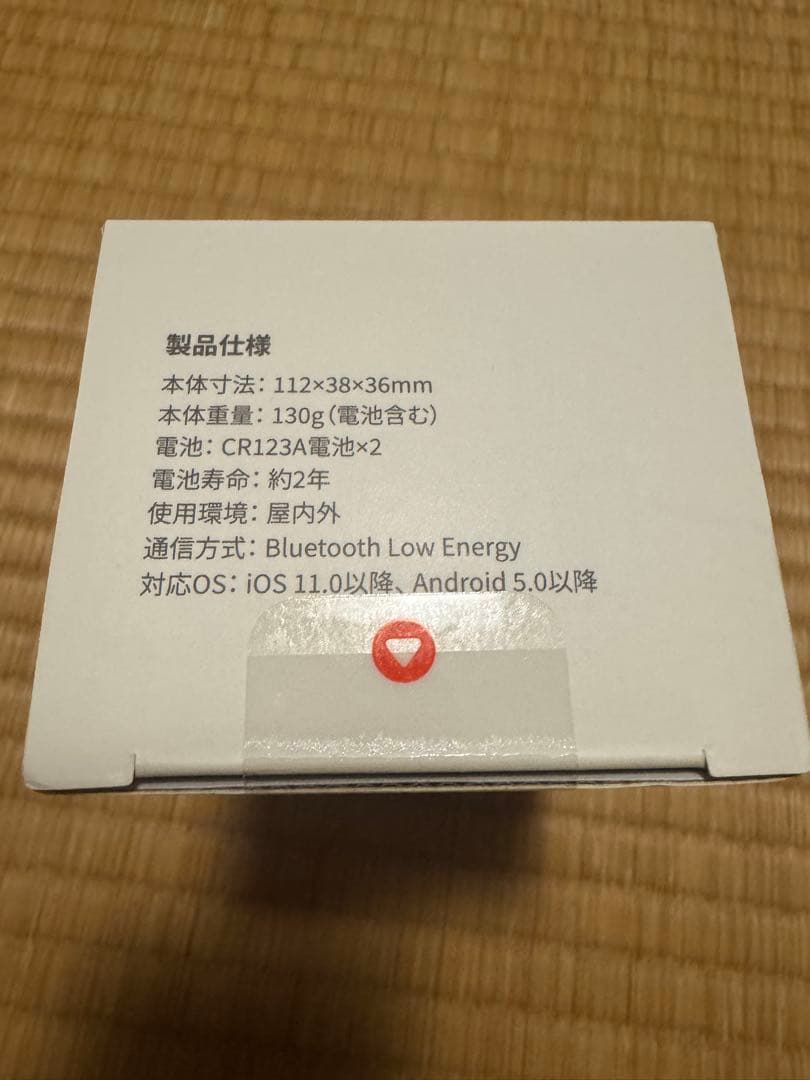 製品仕様
本体寸法：112×38×36mm
本体重量：130g（電池含む）
電池：CR123A電池×2
電池寿命：約2年
使用環境：屋内外
通信方式：Bluetooth Low Energy
対応OS：iOS 11.0以降、Android 5.0以降